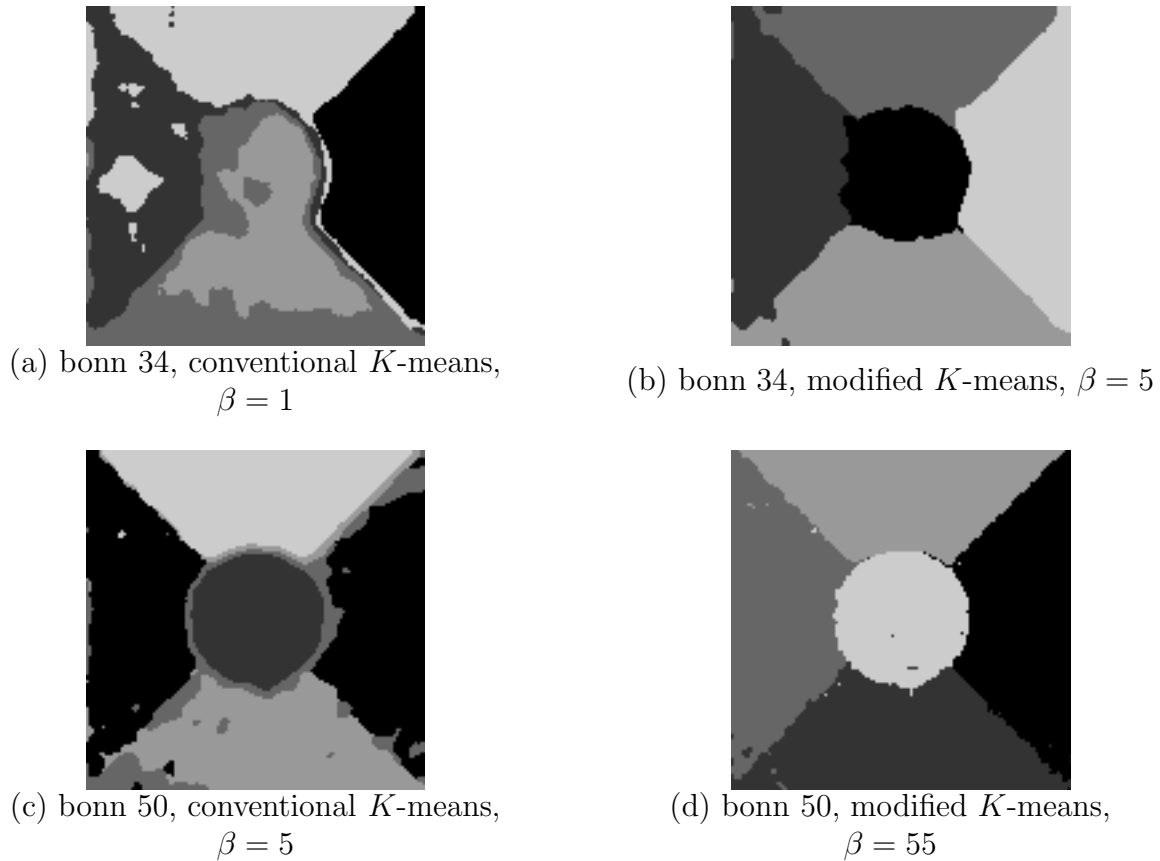 (a) bonn 34, conventional K-means,
β = 1
(b) bonn 34, modified K-means, β = 5
(c) bonn 50, conventional K-means,
β = 5
(d) bonn 50, modified K-means,
β = 55